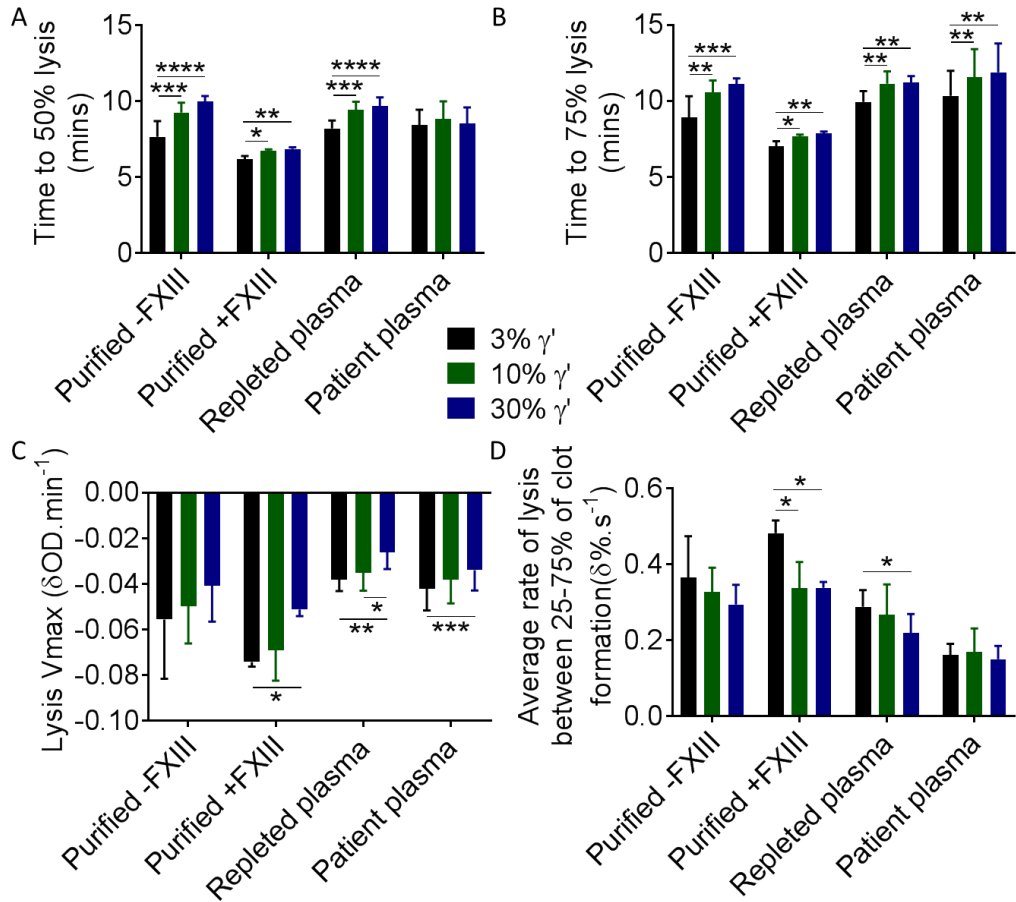 A
Time to 50% lysis
(mins)
15
10
5
0
****
***
**
*
****
***
Purified -FXIII
Purified +FXIII
Repleted plasma
Patient plasma
B
Time to 75% lysis
(mins)
15
10
5
0
***
**
**
*
**
**
**
**
Purified -FXIII
Purified +FXIII
Repleted plasma
Patient plasma
3% γ'
10% γ'
30% γ'
C
Lysis Vmax (δOD.min-1)
0.00
-0.02
-0.04
-0.06
-0.08
-0.10
*
*
**
***
Purified -FXIII
Purified +FXIII
Repleted plasma
Patient plasma
D
Average rate of lysis
between 25-75% of clot
formation(δ%.s-1)
0.6
0.4
0.2
0.0
*
*
*
Purified -FXIII
Purified +FXIII
Repleted plasma
Patient plasma